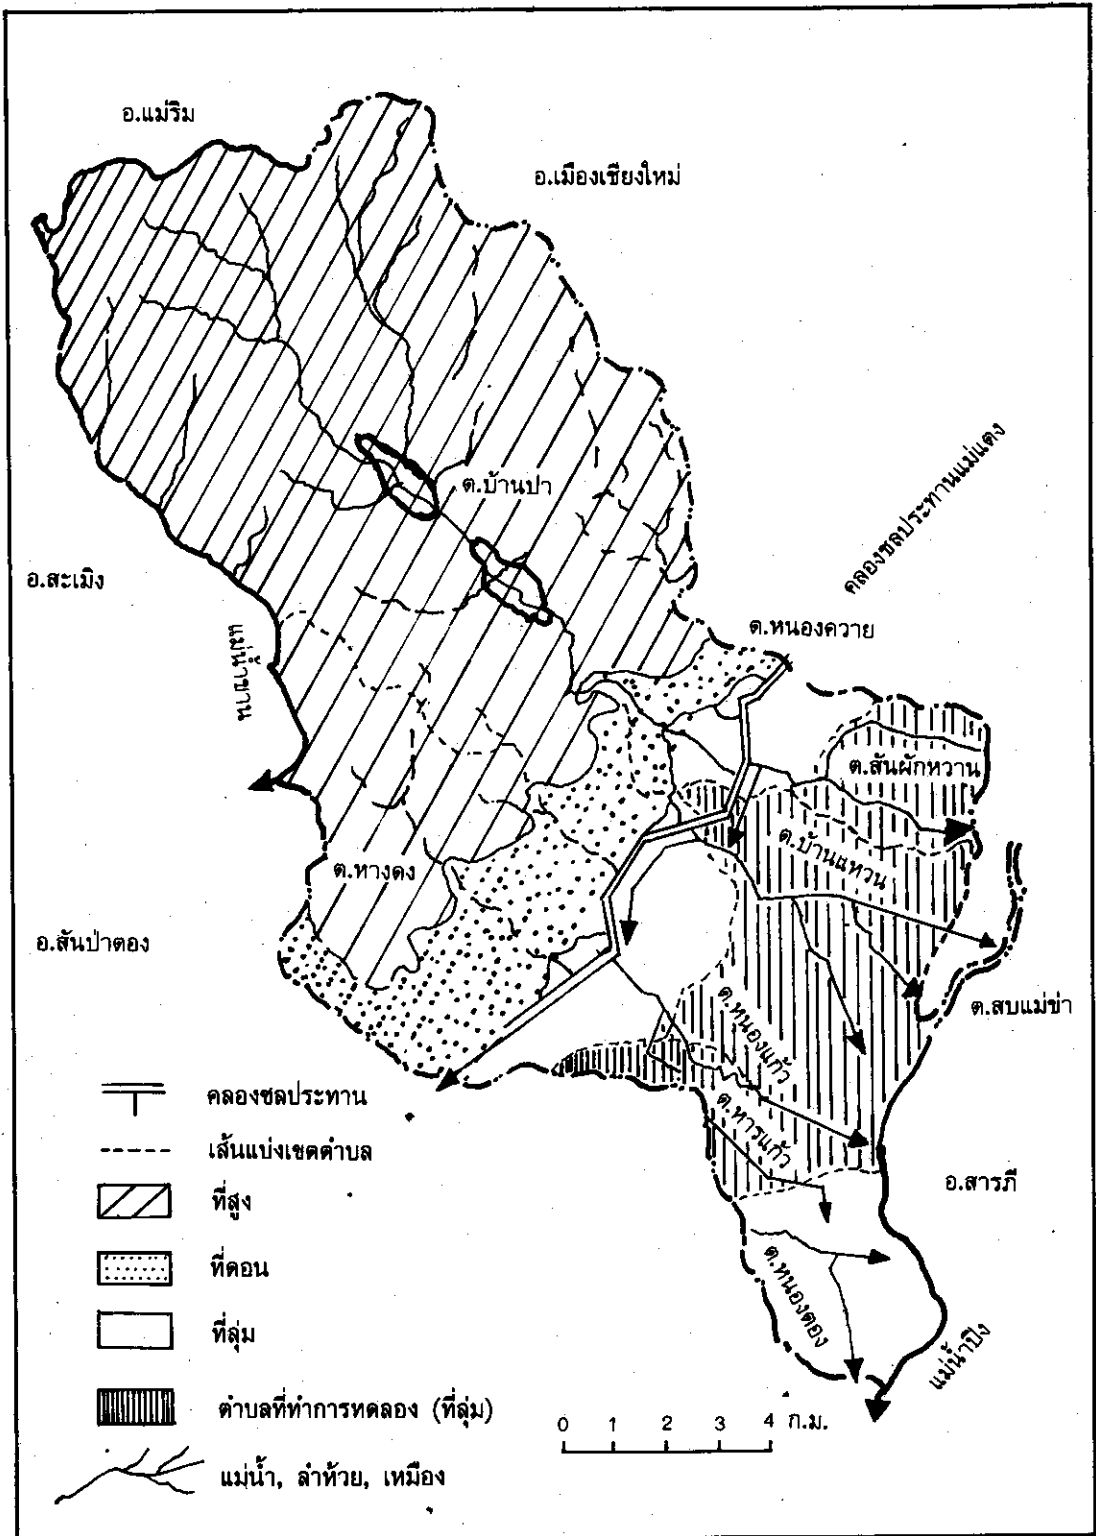 อ.แม่ริม
อ.เมืองเชียงใหม่
คลองชลประทานแม่แตง
ต.บ้านปง
อ.สะเมิง
แม่น้ำขาน
ต.หนองควาย
ต.สันผักหวาน
ต.บ้านแหวน
ต.หางดง
อ.สันป่าตอง
ต.สบแม่ข่า
ต.หนองแก๋ว
ต.หารแก้ว
อ.สารภี
ต.หนองตอง
แม่น้ำปิง
คลองชลประทาน
เส้นแบ่งเขตตำบล
ที่สูง
ที่ดอน
ที่ลุ่ม
ตำบลที่ทำการทดลอง (ที่ลุ่ม)
แม่น้ำ, ลำห้วย, เหมือง
0 1 2 3 4 ก.ม.